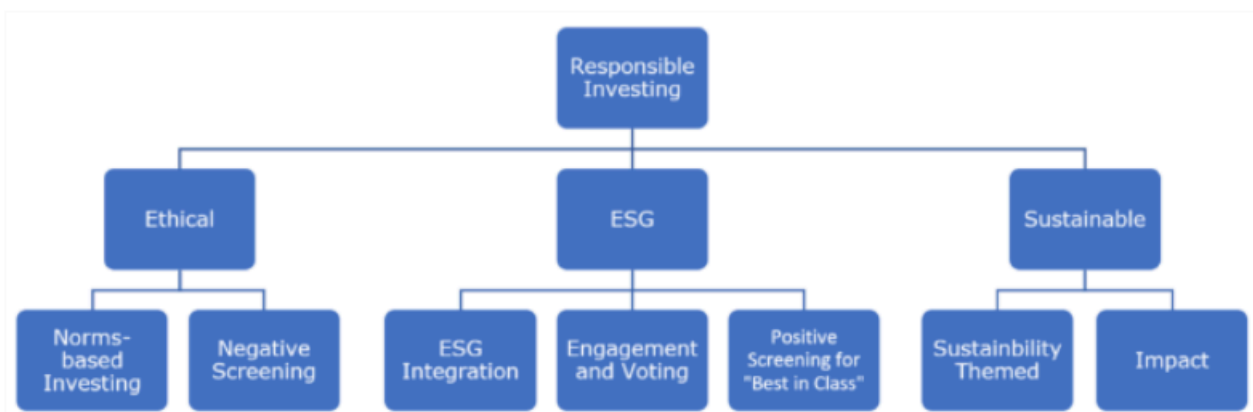 Responsible
Investing
Ethical
ESG
Sustainable
Norms-
based
Investing
Negative
Screening
ESG
Integration
Engagement
and Voting
Positive
Screening for
"Best in Class"
Sustainbility
Themed
Impact